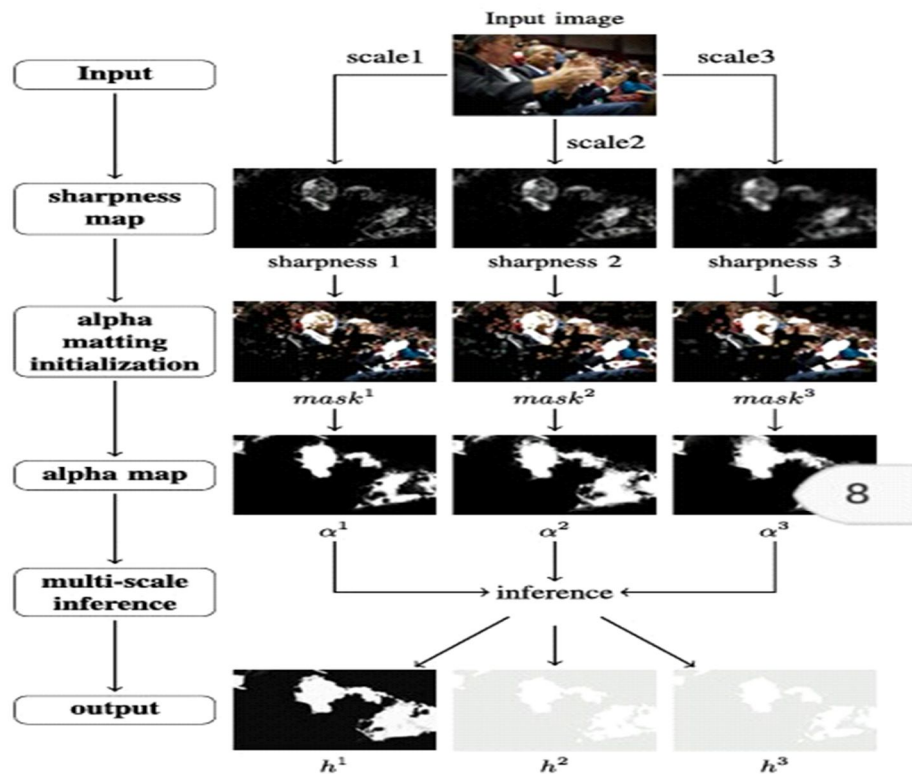 Input image
scale1
scale3
Input
scale2
sharpness
map
sharpness 1
sharpness 2
sharpness 3
alpha
matting
initialization
mask¹
mask²
mask³
alpha map
8
α¹
α²
α³
multi-scale
inference
inference
output
h¹
h²
h³